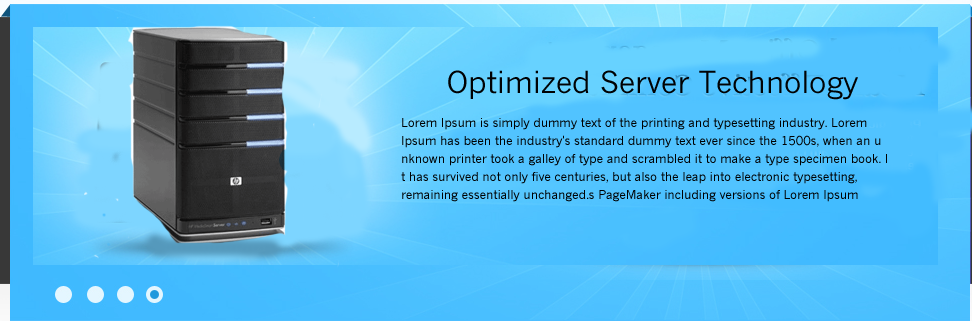 Optimized Server Technology
Lorem Ipsum is simply dummy text of the printing and typesetting industry. Lorem
Ipsum has been the industry's standard dummy text ever since the 1500s, when an u
nknown printer took a galley of type and scrambled it to make a type specimen book. I
t has survived not only five centuries, but also the leap into electronic typesetting,
remaining essentially unchanged.s PageMaker including versions of Lorem Ipsum
hp